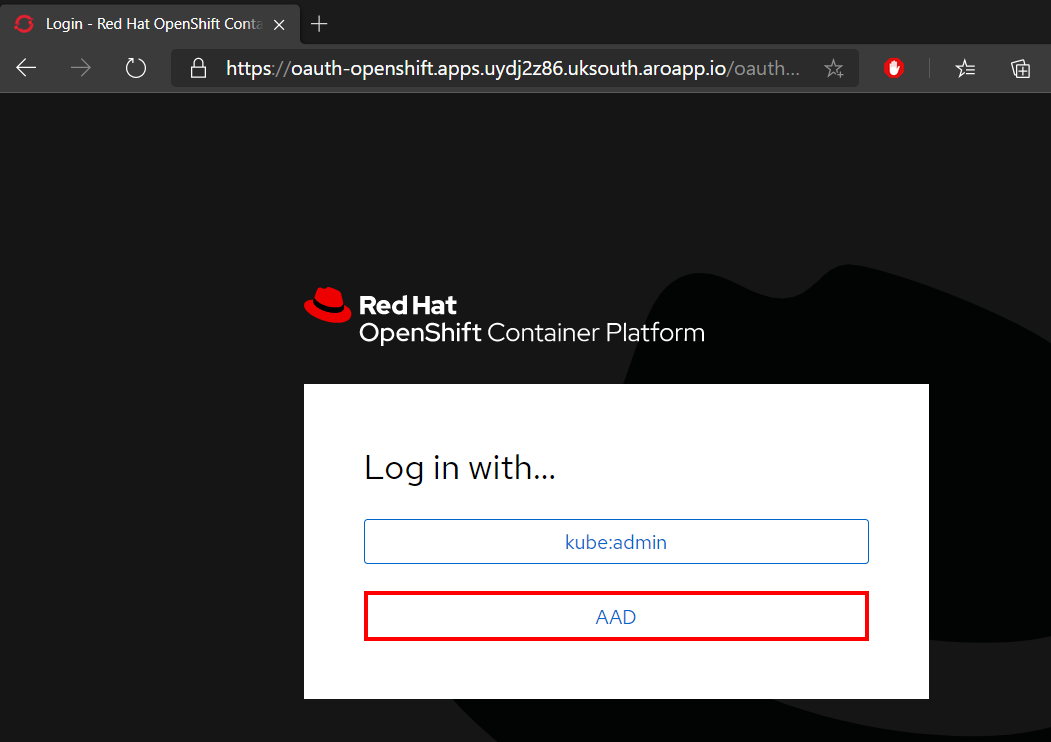 Login - Red Hat OpenShift Conta
https://oauth-openshift.apps.uydj2z86.uksouth.aroapp.io/oauth...
Red Hat
OpenShift Container Platform
Log in with...
kube:admin
AAD